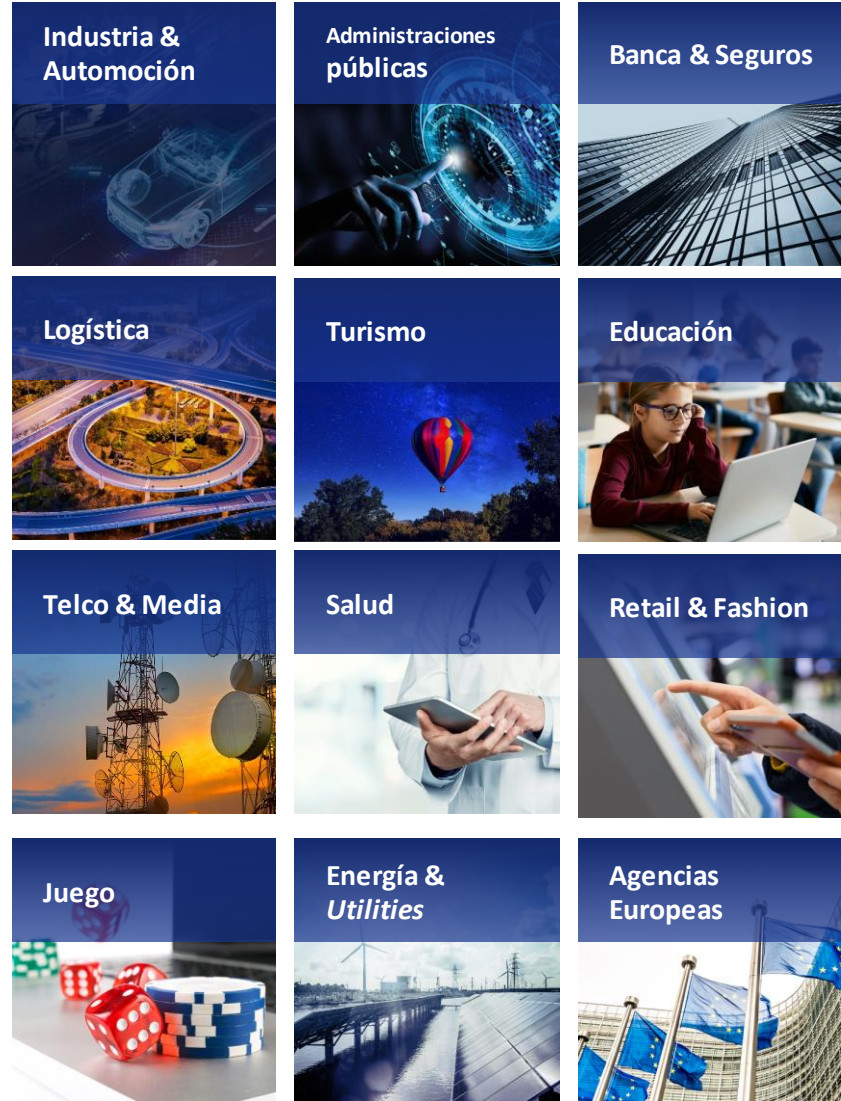 Industria &
Automoción
Administraciones
públicas
Banca & Seguros
Logística
Turismo
Educación
Telco & Media
Salud
Retail & Fashion
Juego
Energía &
Utilities
Agencias
Europeas